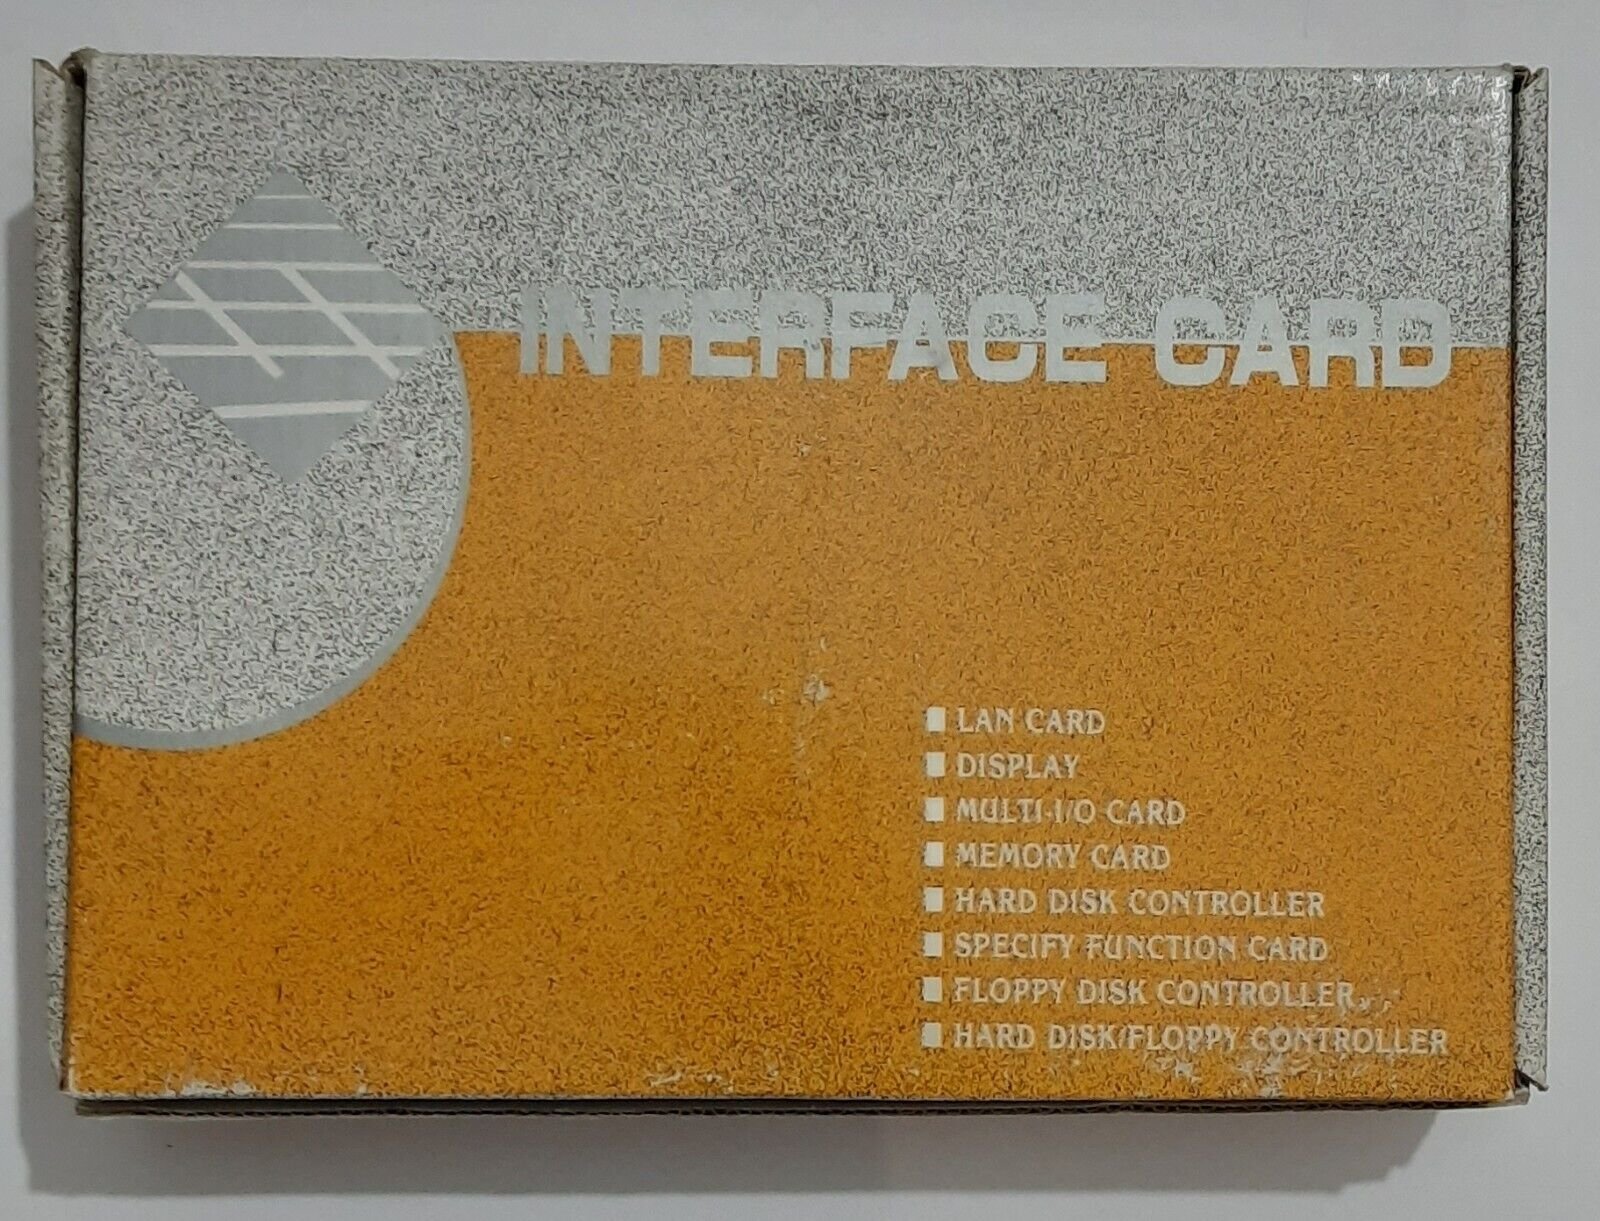 INTERFACE CARD
LAN CARD
DISPLAY
MULTI-I/O CARD
MEMORY CARD
HARD DISK CONTROLLER
SPECIFY FUNCTION CARD
FLOPPY DISK CONTROLLER
HARD DISK/FLOPPY CONTROLLER